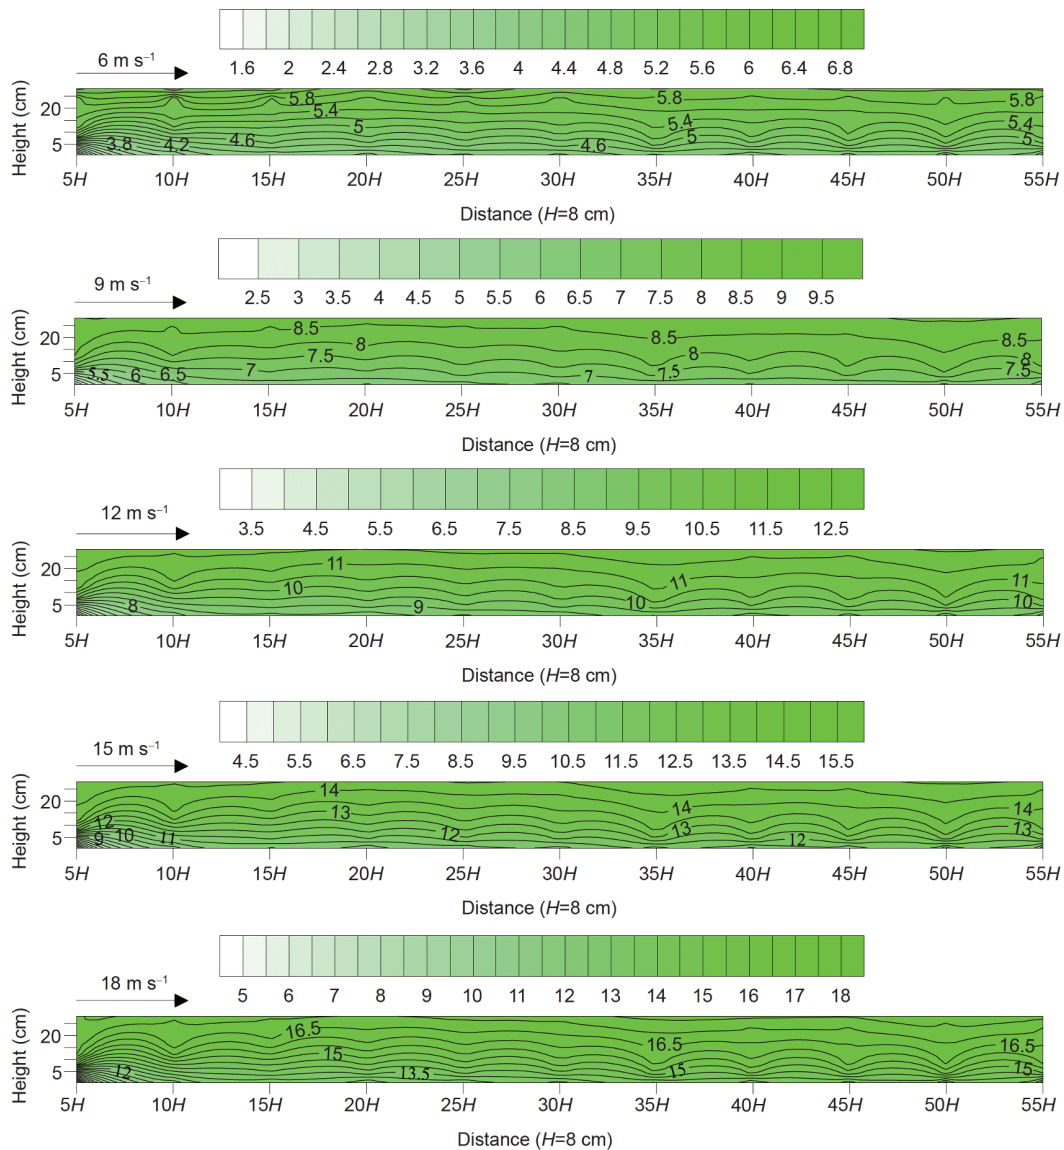 6 m s⁻¹
1.6 2 2.4 2.8 3.2 3.6 4 4.4 4.8 5.2 5.6 6 6.4 6.8
Height (cm)
20
5
5.8 5.8 5.8
5.4 5.4 5.4
5 5 5
3.8 4.2 4.6 4.6
5H 10H 15H 20H 25H 30H 35H 40H 45H 50H 55H
Distance (H=8 cm)
9 m s⁻¹
2.5 3 3.5 4 4.5 5 5.5 6 6.5 7 7.5 8 8.5 9 9.5
Height (cm)
20
5
8.5 8.5 8.5
8 8 8
7.5 7.5 7.5
5.5 6 6.5 7 7
5H 10H 15H 20H 25H 30H 35H 40H 45H 50H 55H
Distance (H=8 cm)
12 m s⁻¹
3.5 4.5 5.5 6.5 7.5 8.5 9.5 10.5 11.5 12.5
Height (cm)
20
5
11 11 11
10 10 10
8 9
5H 10H 15H 20H 25H 30H 35H 40H 45H 50H 55H
Distance (H=8 cm)
15 m s⁻¹
4.5 5.5 6.5 7.5 8.5 9.5 10.5 11.5 12.5 13.5 14.5 15.5
Height (cm)
20
5
14 14 14
13 13 13
12 12 12
9 10 11
5H 10H 15H 20H 25H 30H 35H 40H 45H 50H 55H
Distance (H=8 cm)
18 m s⁻¹
5 6 7 8 9 10 11 12 13 14 15 16 17 18
Height (cm)
20
5
16.5 16.5 16.5
15 15 15
12 13.5
5H 10H 15H 20H 25H 30H 35H 40H 45H 50H 55H
Distance (H=8 cm)